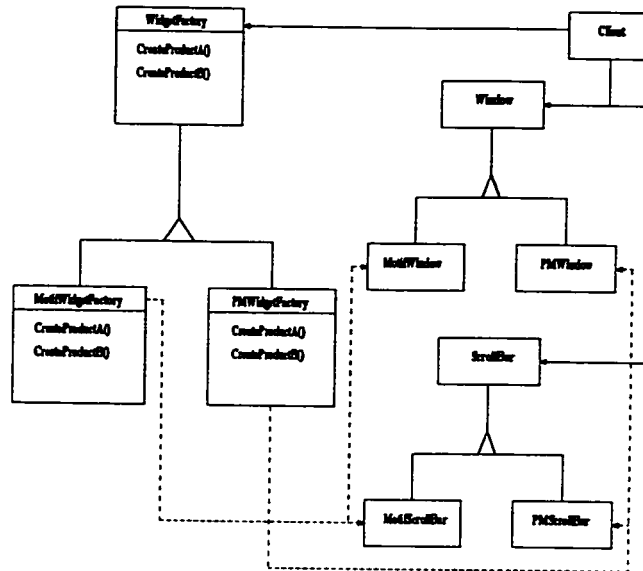 WidgetFactory
CreateProductA()
CreateProductB()
Client
Window
MotifWidgetFactory
CreateProductA()
CreateProductB()
PMWidgetFactory
CreateProductA()
CreateProductB()
MotifWindow
PMWindow
ScrollBar
MotifScrollBar
PMScrollBar